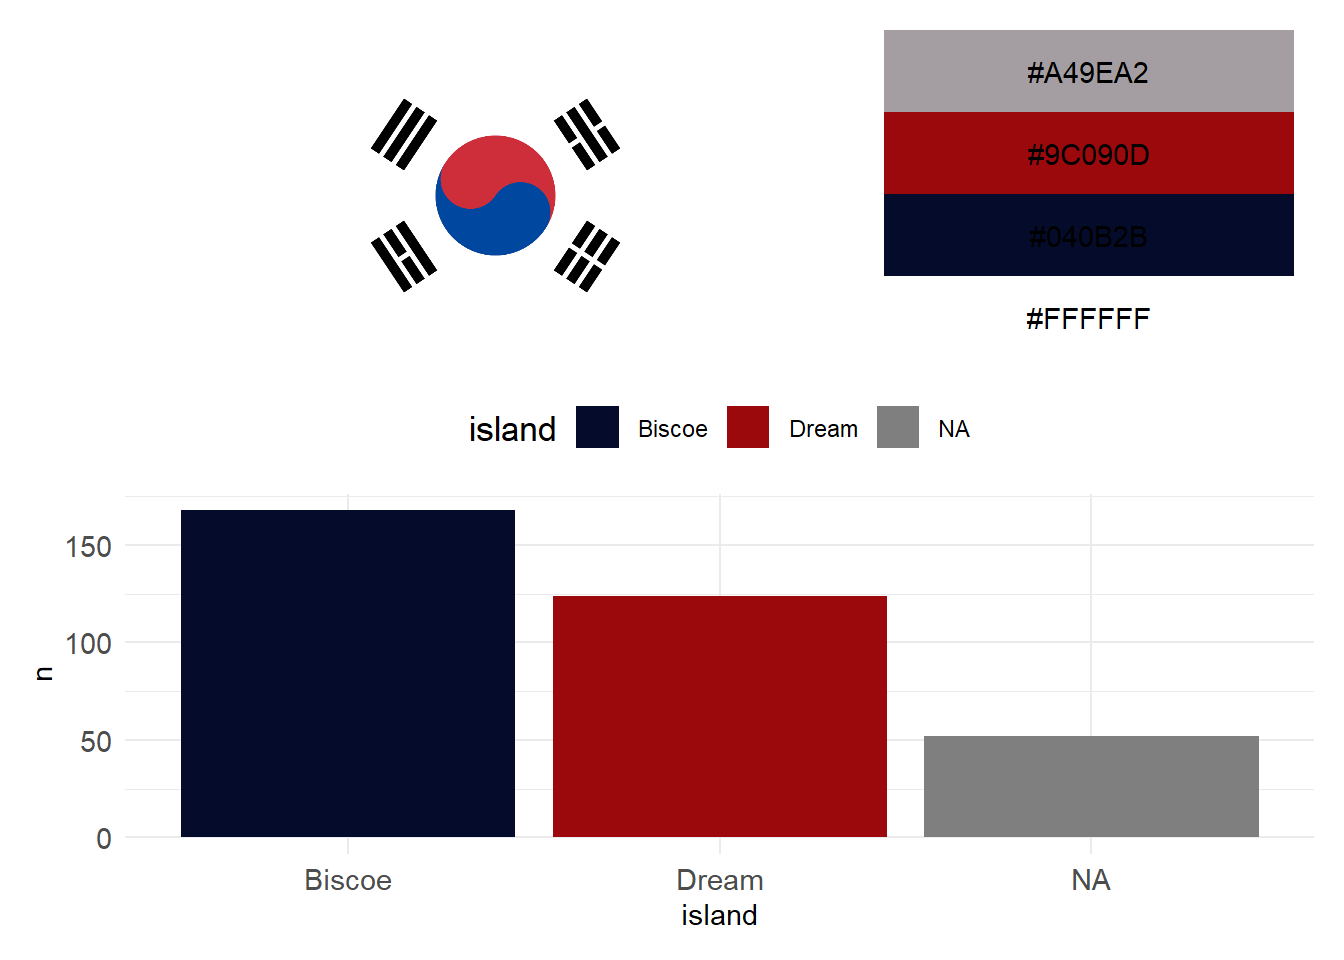 #A49EA2
#9C090D
#040B2B
#FFFFFF
island Biscoe Dream NA
150
100
50
0
n
Biscoe Dream NA
island